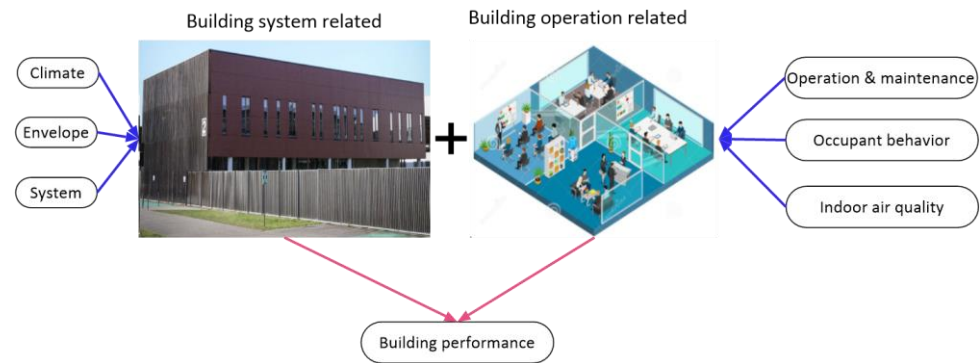 Building system related
Building operation related
Climate
Envelope
System
Operation & maintenance
Occupant behavior
Indoor air quality
Building performance